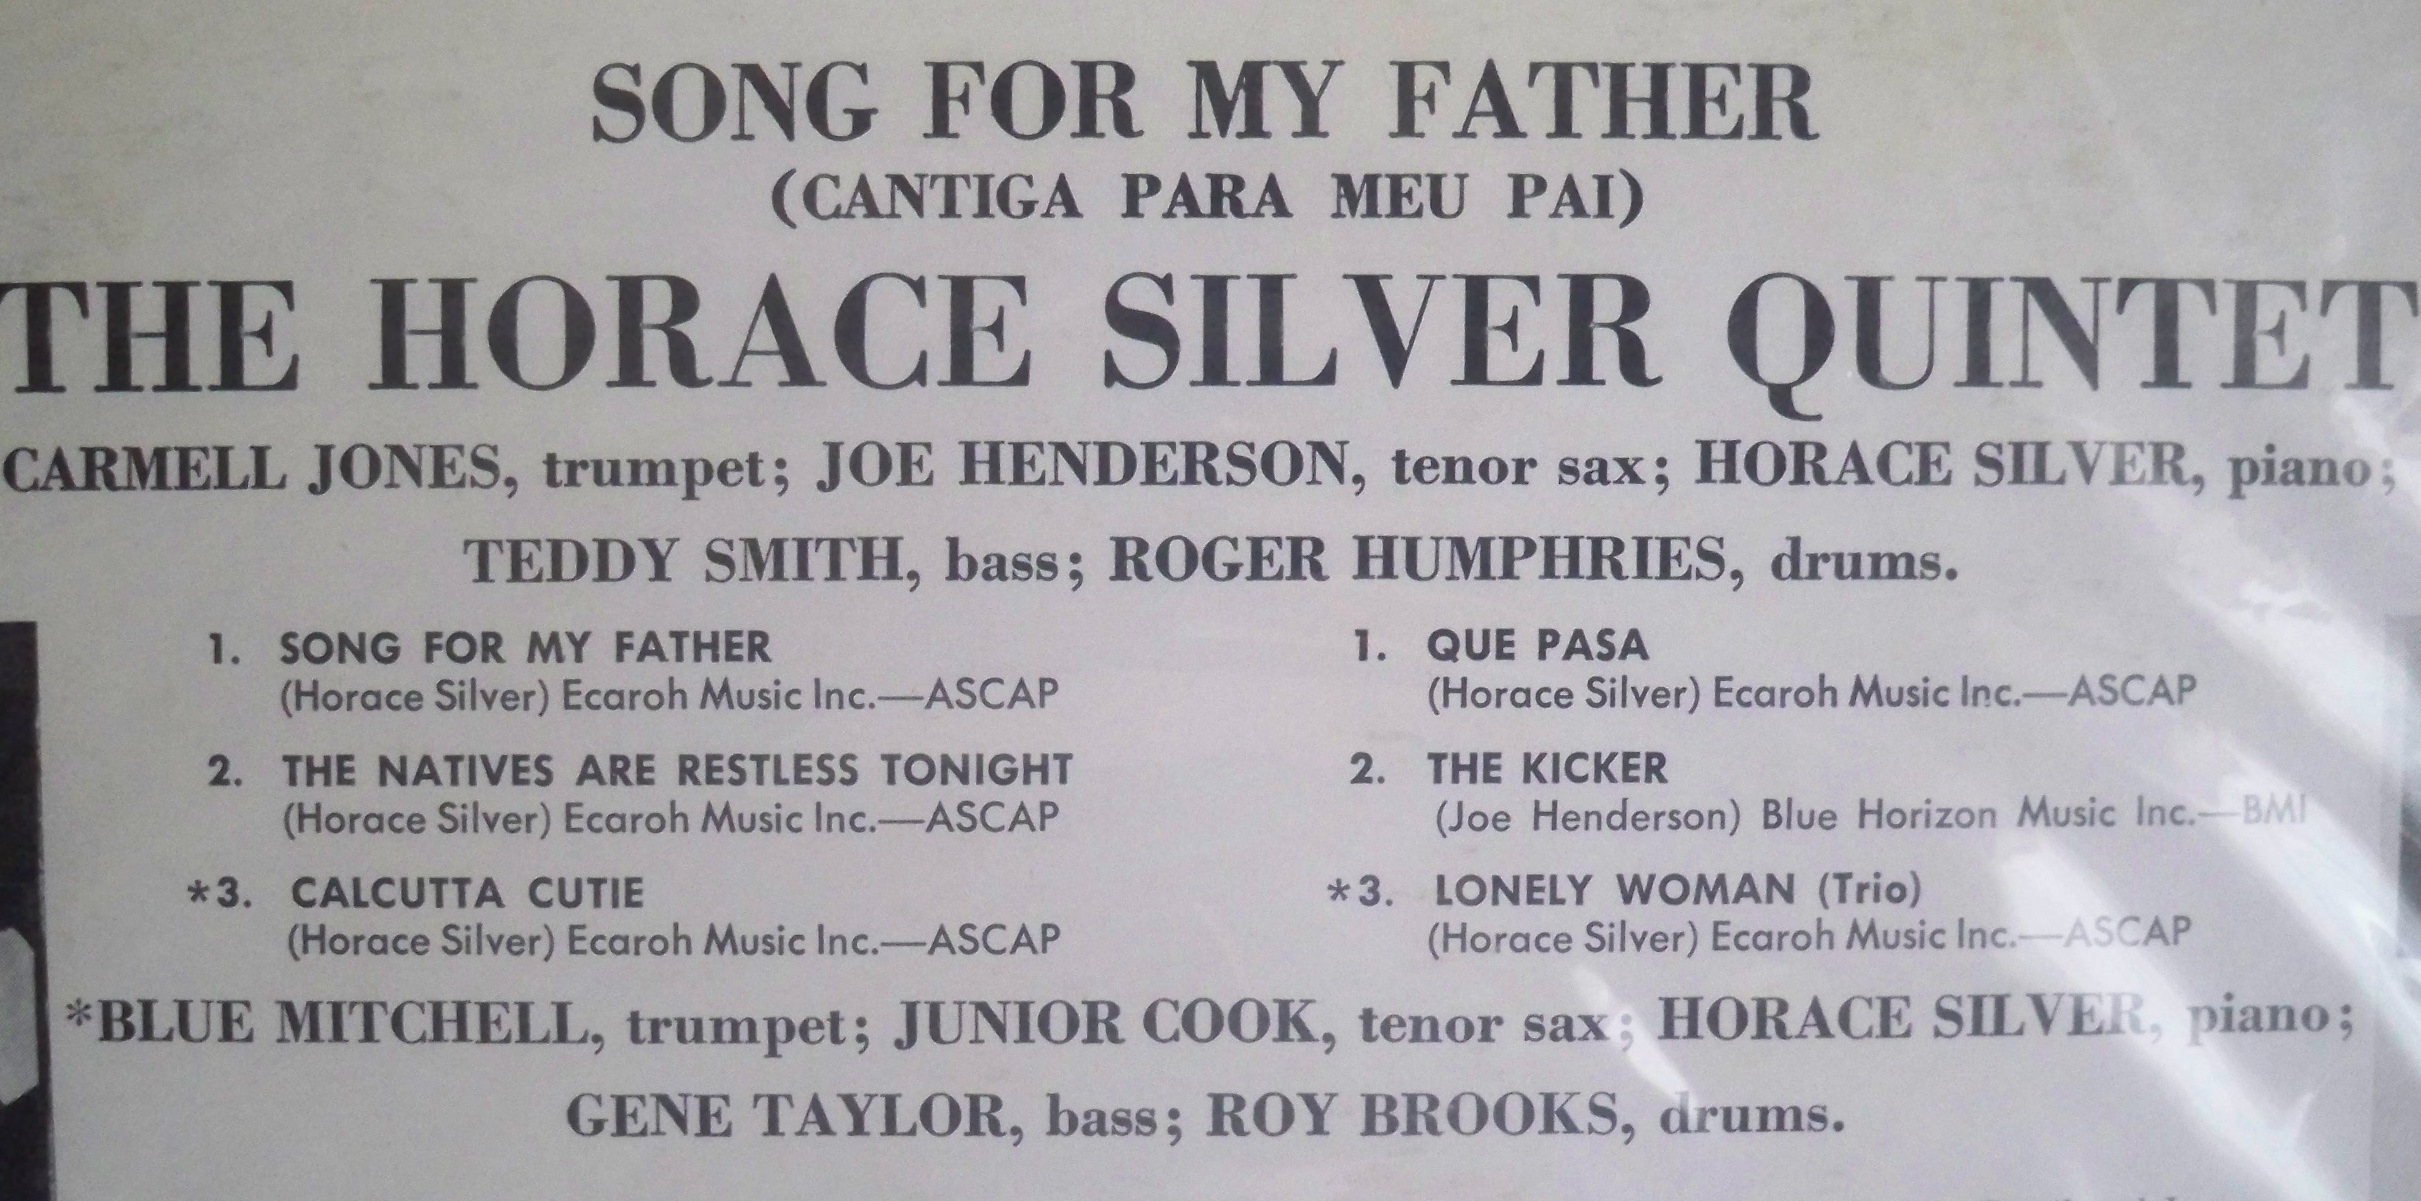 SONG FOR MY FATHER
(CANTIGA PARA MEU PAI)
THE HORACE SILVER QUINTET
CARMELL JONES, trumpet; JOE HENDERSON, tenor sax; HORACE SILVER, piano;
TEDDY SMITH, bass; ROGER HUMPHRIES, drums.
1. SONG FOR MY FATHER
(Horace Silver) Ecaroh Music Inc.—ASCAP
2. THE NATIVES ARE RESTLESS TONIGHT
(Horace Silver) Ecaroh Music Inc.—ASCAP
*3. CALCUTTA CUTIE
(Horace Silver) Ecaroh Music Inc.—ASCAP
1. QUE PASA
(Horace Silver) Ecaroh Music Inc.—ASCAP
2. THE KICKER
(Joe Henderson) Blue Horizon Music Inc.—BMI
*3. LONELY WOMAN (Trio)
(Horace Silver) Ecaroh Music Inc.—ASCAP
*BLUE MITCHELL, trumpet; JUNIOR COOK, tenor sax; HORACE SILVER, piano;
GENE TAYLOR, bass; ROY BROOKS, drums.